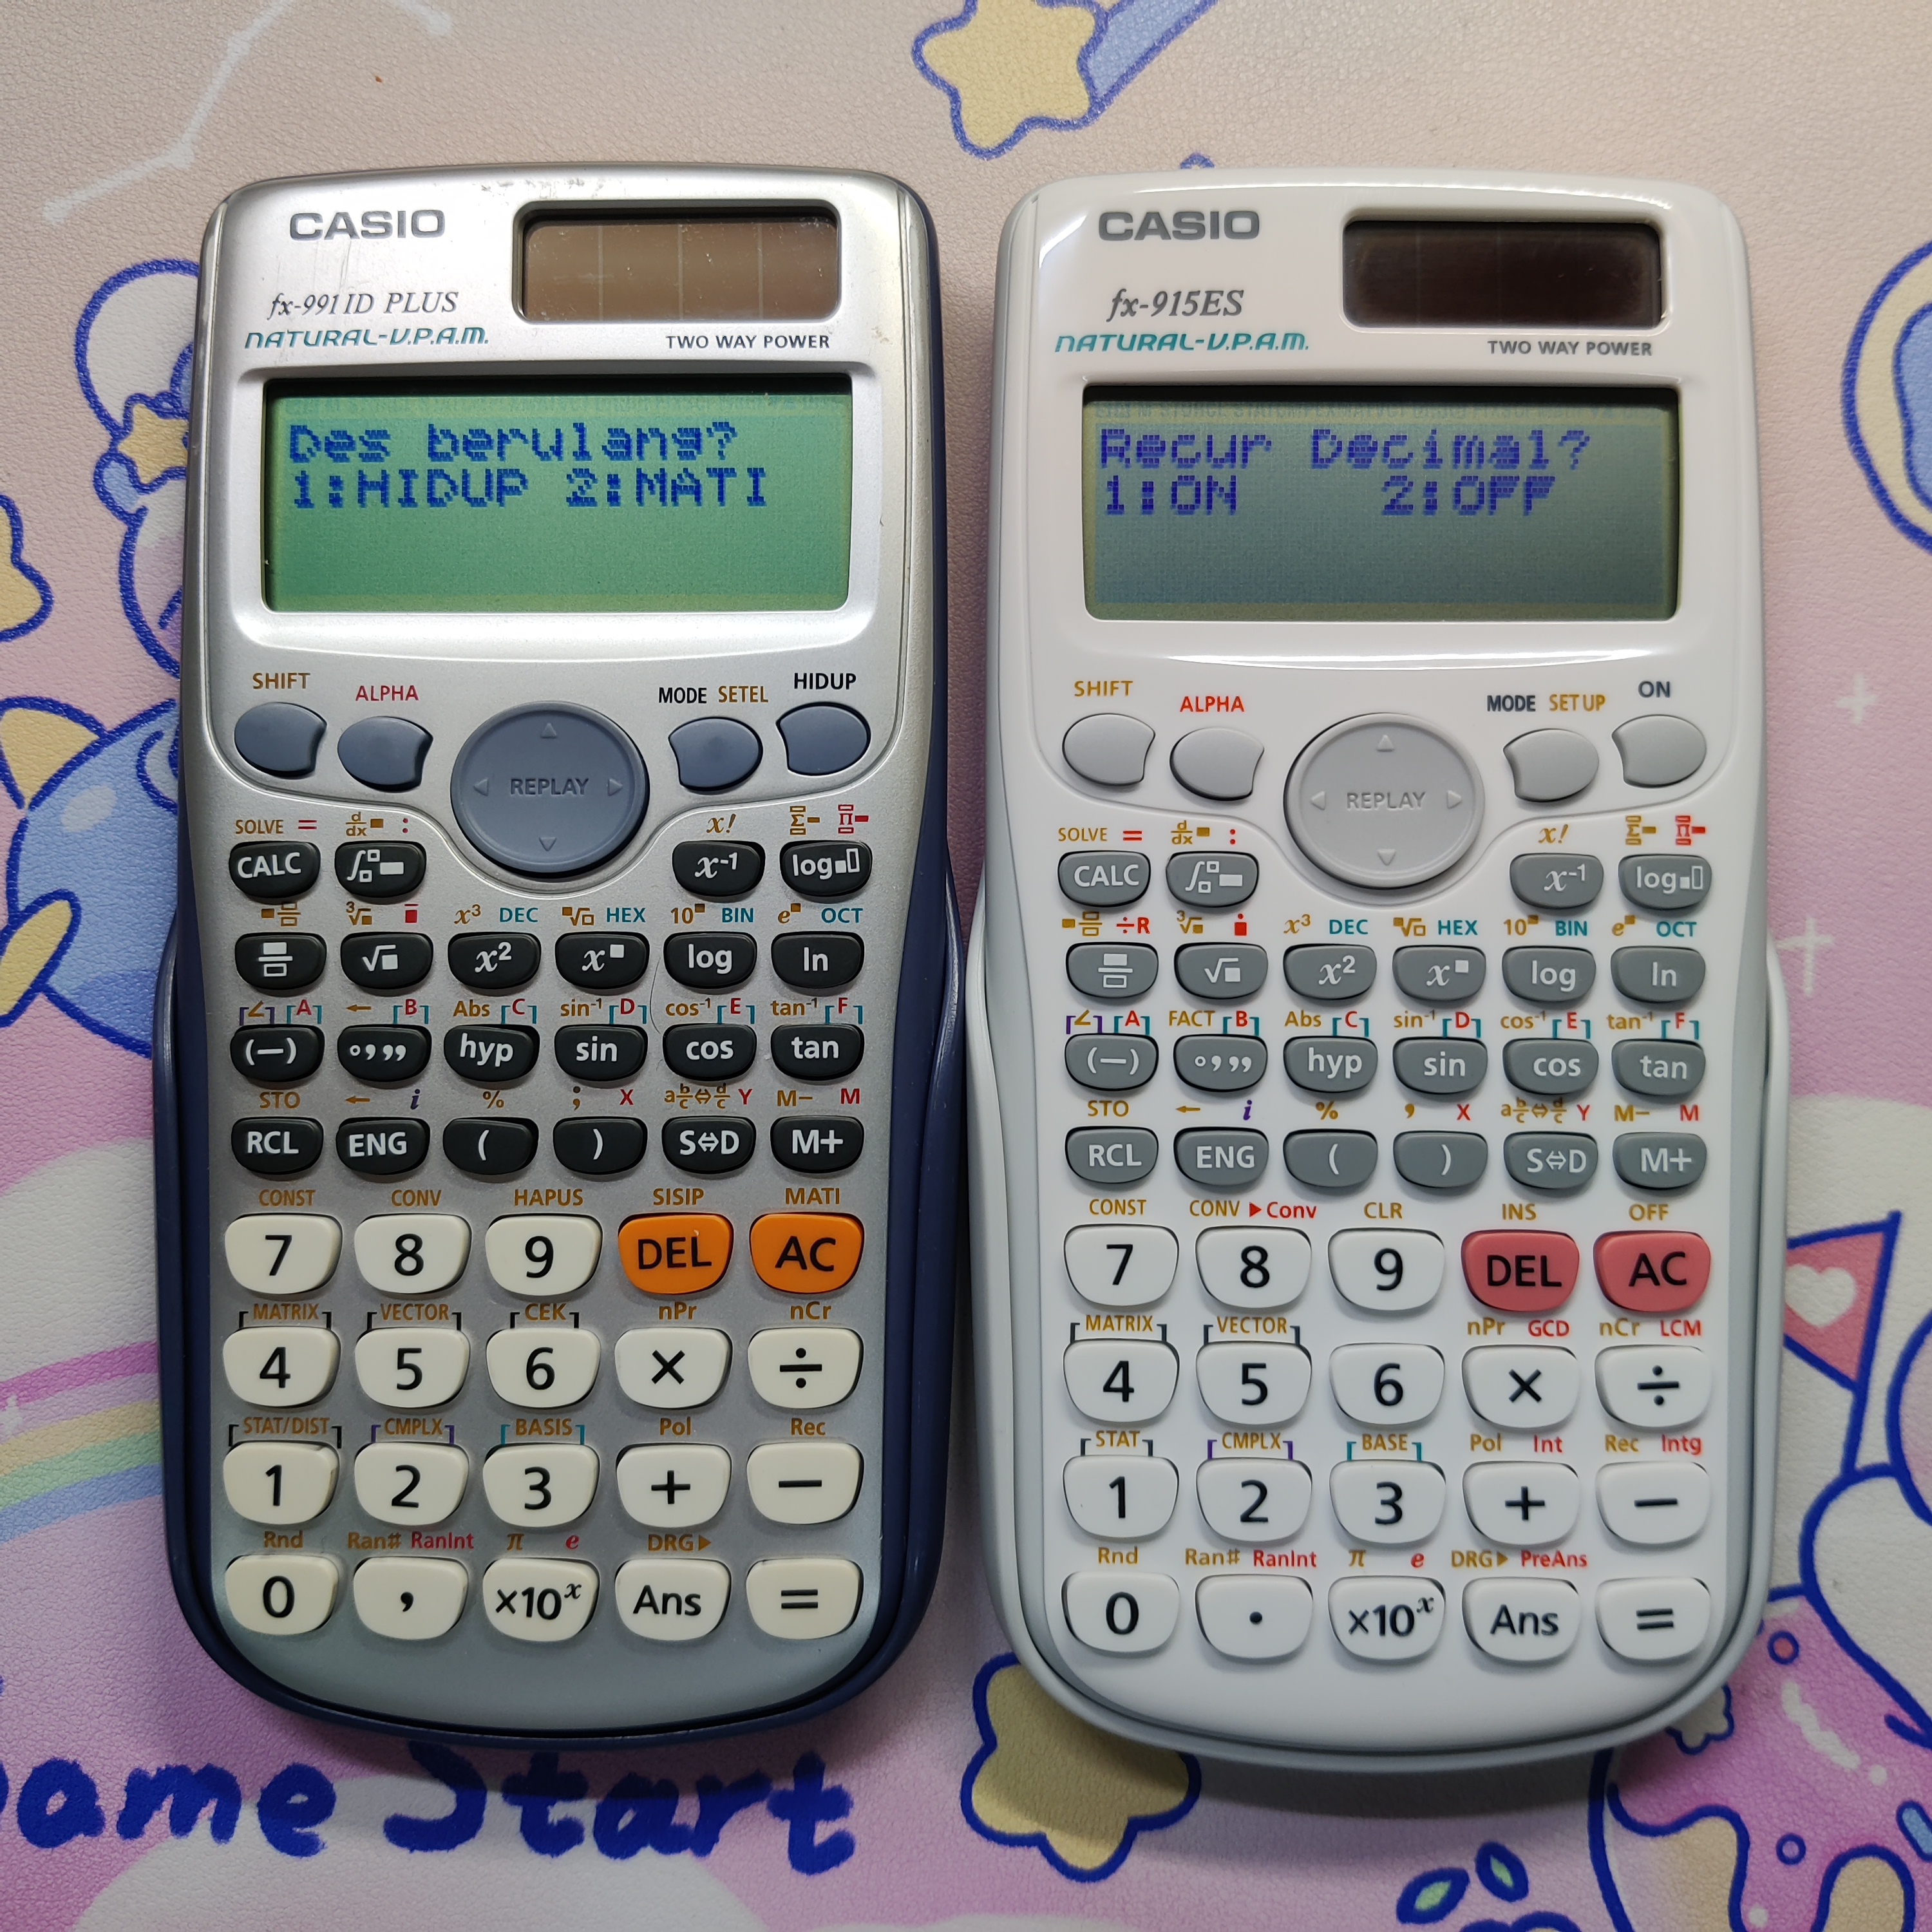 CASIO
fx-991ID PLUS
NATURAL-V.P.A.M.
TWO WAY POWER
Des berulang?
1:HIDUP 2:MATI
SHIFT ALPHA MODE SETEL HIDUP
REPLAY
SOLVE = d/dx■ : x! Σ Π
CALC ∫ x⁻¹ log
³√■ x³ DEC √ HEX 10■ BIN e■ OCT
√■ x² x■ log ln
∠ A ← B Abs C sin⁻¹ D cos⁻¹ E tan⁻¹ F
(−) °,,, hyp sin cos tan
STO ← i % ; X a b/c⇔d/c Y M− M
RCL ENG ( ) S⇔D M+
CONST CONV HAPUS SISIP MATI
7 8 9 DEL AC
MATRIX VECTOR CEK nPr nCr
4 5 6 × ÷
STAT/DIST CMPLX BASIS Pol Rec
1 2 3 + −
Rnd Ran# RanInt π e DRG▶
0 , ×10ˣ Ans =
CASIO
fx-915ES
NATURAL-V.P.A.M.
TWO WAY POWER
Recur Decimal?
1:ON 2:OFF
SHIFT ALPHA MODE SETUP ON
REPLAY
SOLVE = d/dx■ : x! Σ Π
CALC ∫ x⁻¹ log
÷R ³√■ x³ DEC √ HEX 10■ BIN e■ OCT
√■ x² x■ log ln
∠ A FACT B Abs C sin⁻¹ D cos⁻¹ E tan⁻¹ F
(−) °,,, hyp sin cos tan
STO ← i % , X a b/c⇔d/c Y M− M
RCL ENG ( ) S⇔D M+
CONST CONV ▶Conv CLR INS OFF
7 8 9 DEL AC
MATRIX VECTOR nPr GCD nCr LCM
4 5 6 × ÷
STAT CMPLX BASE Pol Int Rec Intg
1 2 3 + −
Rnd Ran# RanInt π e DRG▶ PreAns
0 . ×10ˣ Ans =
ame Start